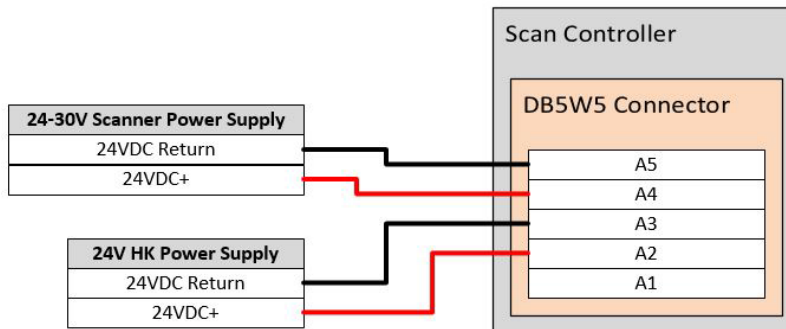 Scan Controller
DB5W5 Connector
24-30V Scanner Power Supply
24VDC Return
24VDC+
24V HK Power Supply
24VDC Return
24VDC+
A5
A4
A3
A2
A1